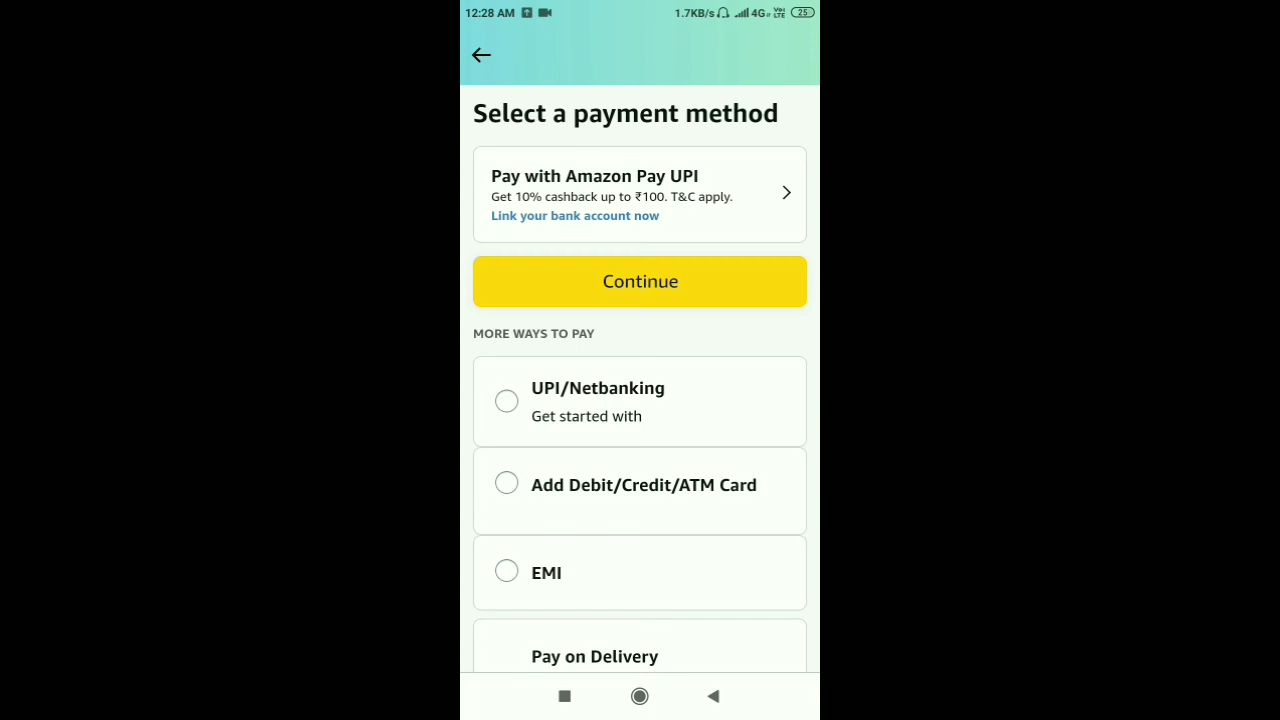 12:28 AM 1.7KB/s 4G Vo LTE 25
Select a payment method
Pay with Amazon Pay UPI
Get 10% cashback up to ₹100. T&C apply.
Link your bank account now
Continue
MORE WAYS TO PAY
UPI/Netbanking
Get started with
Add Debit/Credit/ATM Card
EMI
Pay on Delivery